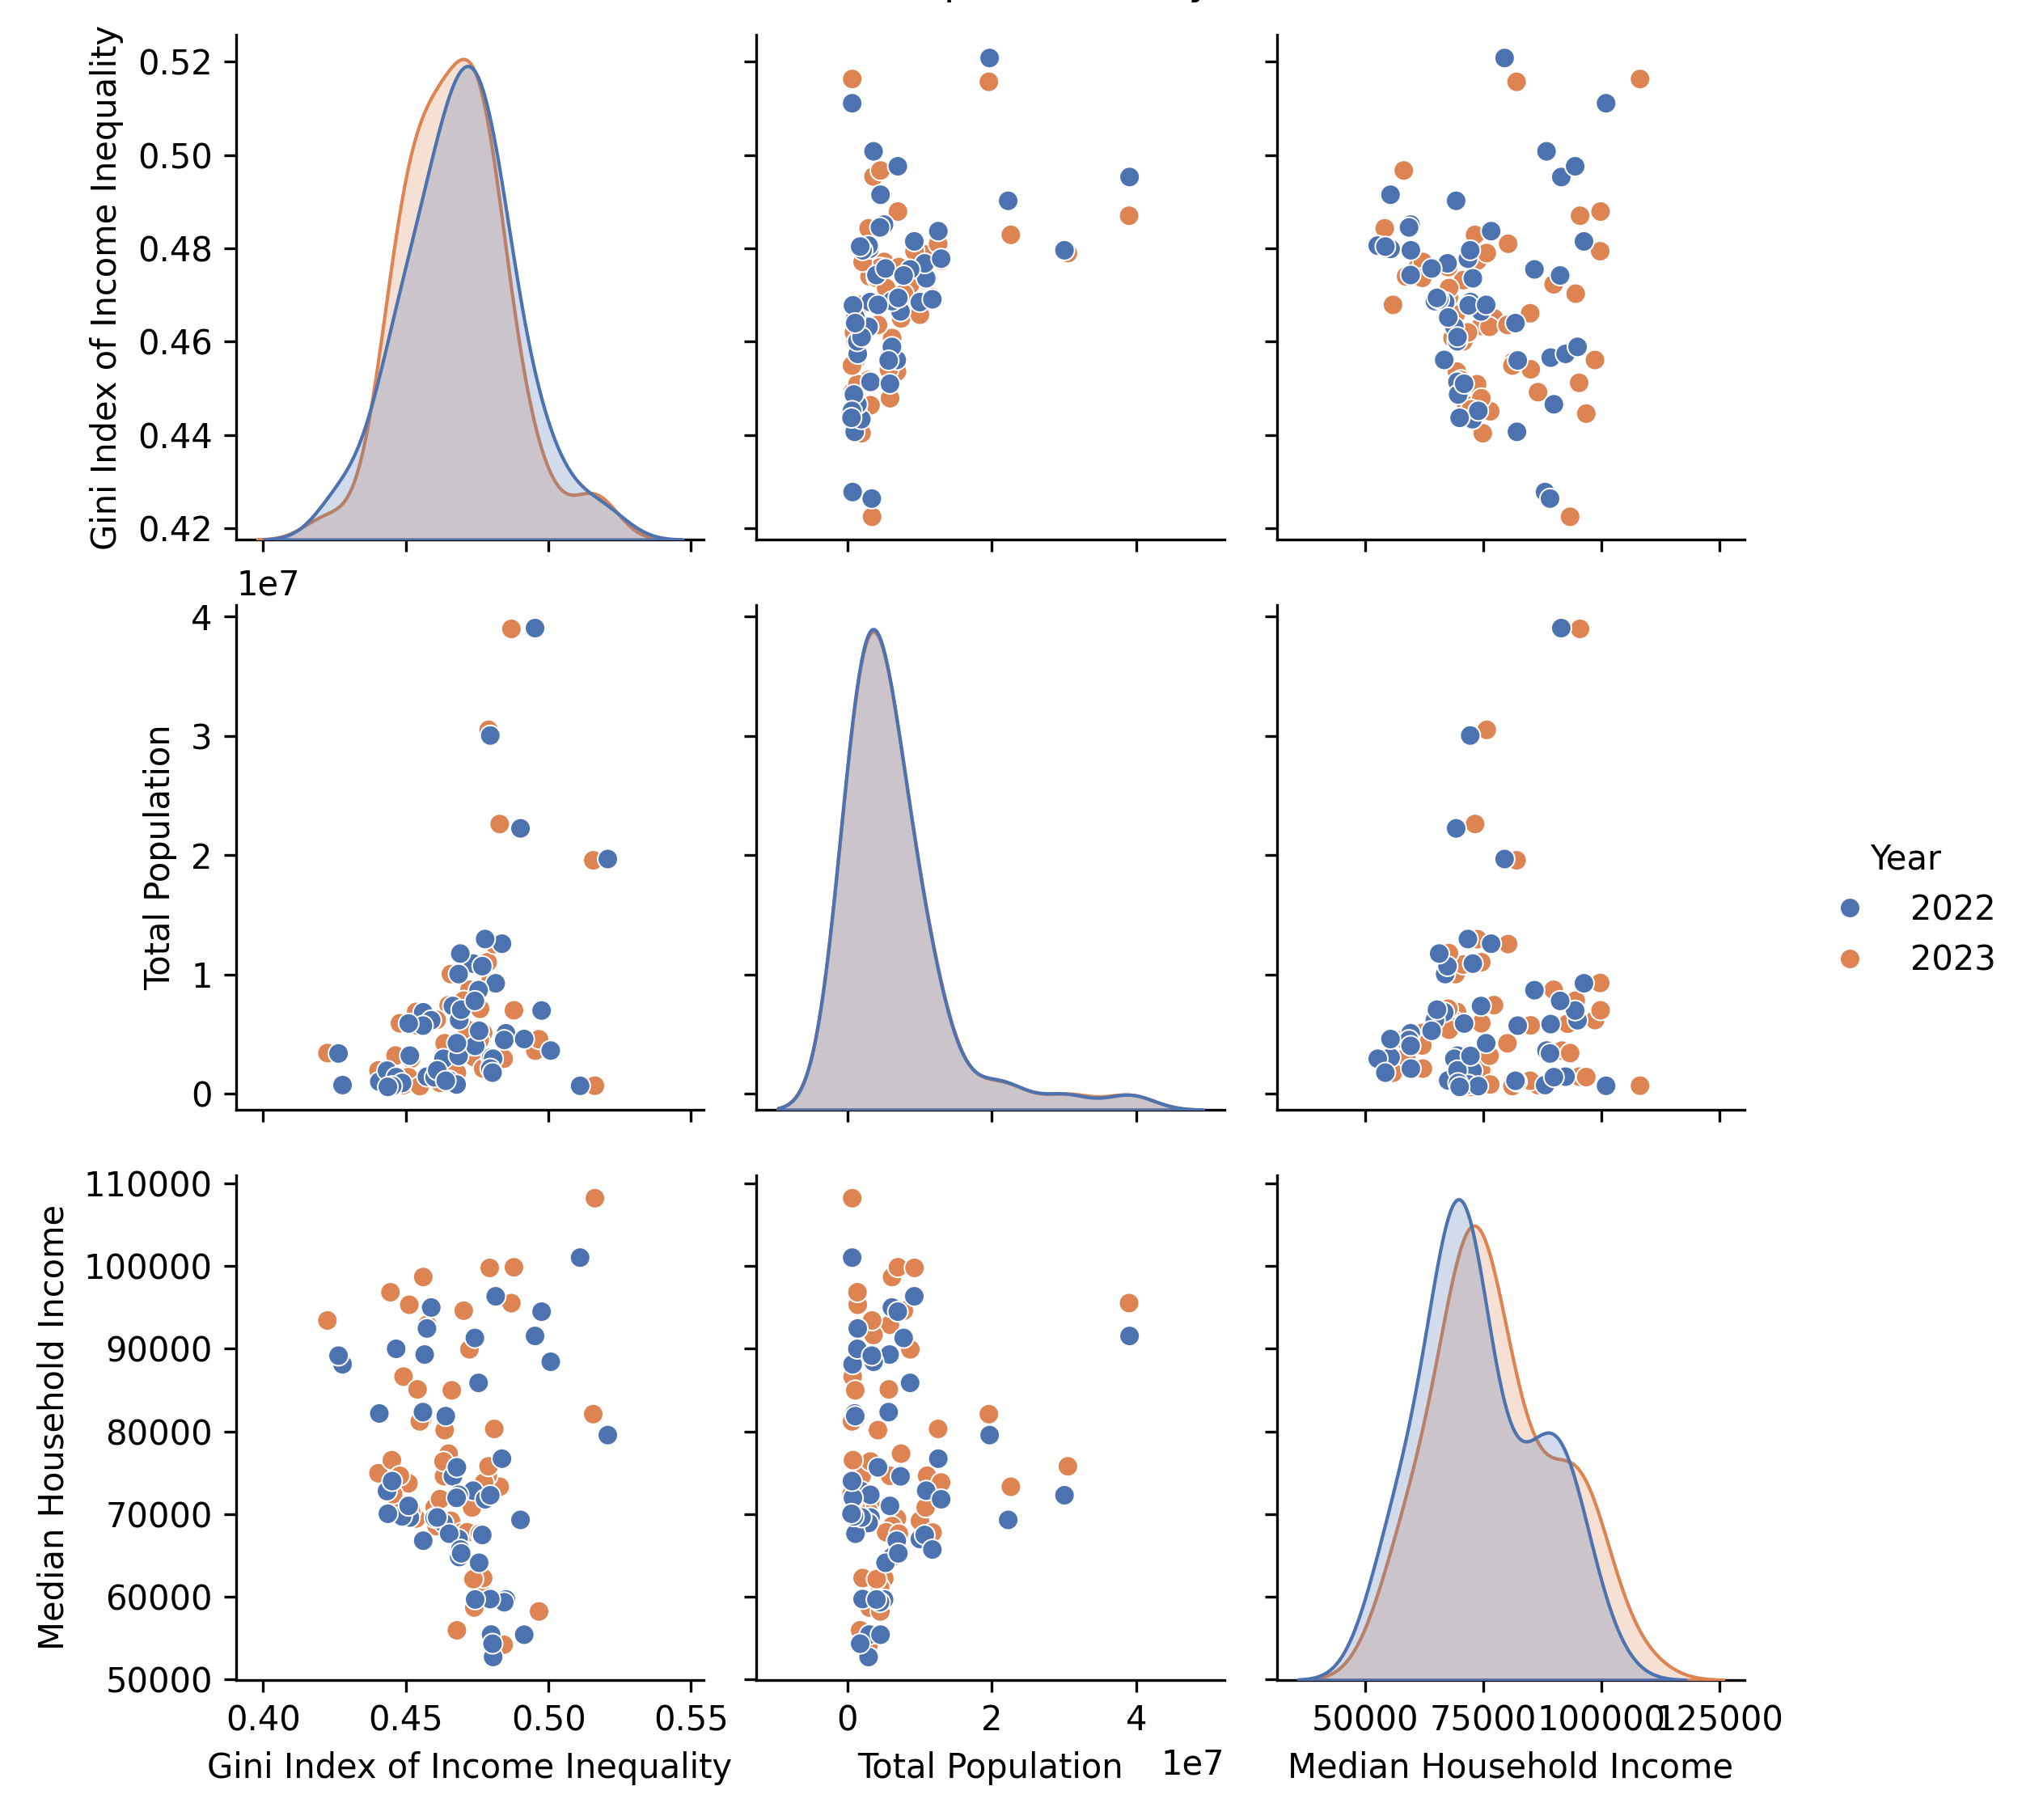 Gini Index of Income Inequality
0.52
0.50
0.48
0.46
0.44
0.42
1e7
Total Population
4
3
2
1
0
Year
2022
2023
Median Household Income
110000
100000
90000
80000
70000
60000
50000
0.40 0.45 0.50 0.55
0 2 4
50000 75000 100000 125000
Gini Index of Income Inequality
Total Population 1e7
Median Household Income